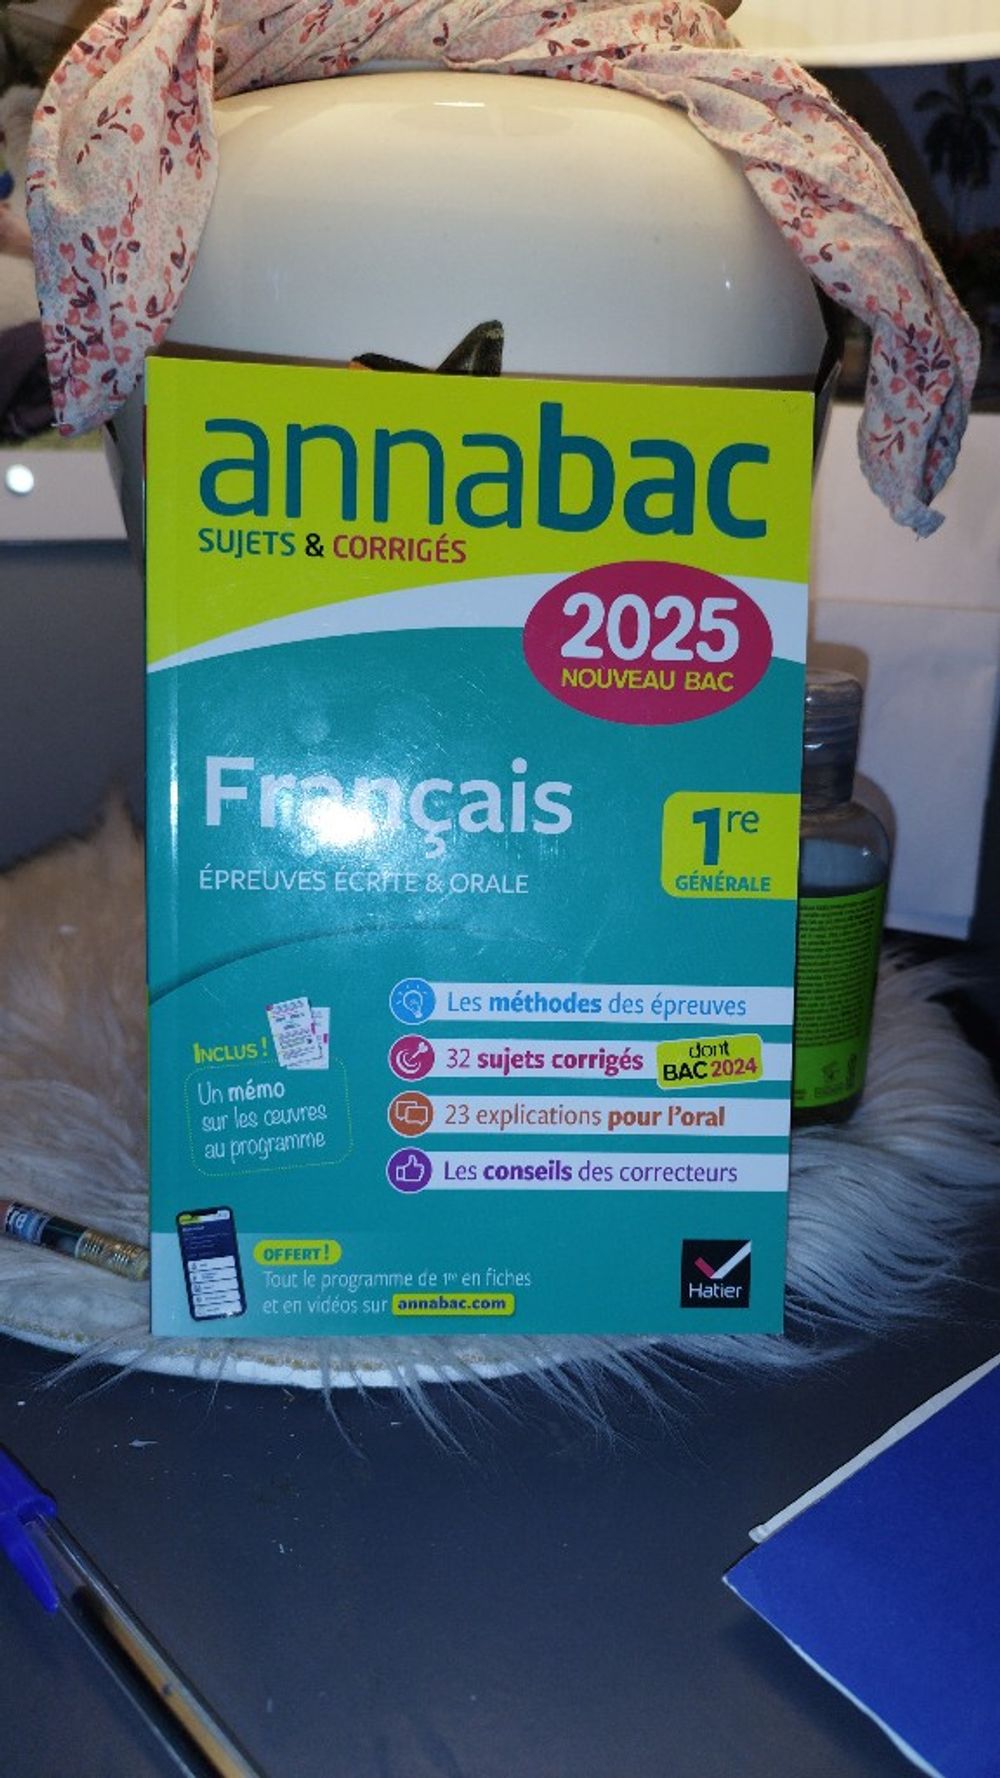 annabac
SUJETS & CORRIGÉS
2025
NOUVEAU BAC
Français
ÉPREUVES ÉCRITE & ORALE
1re
GÉNÉRALE
Les méthodes des épreuves
32 sujets corrigés
dont
BAC 2024
23 explications pour l'oral
Les conseils des correcteurs
INCLUS !
Un mémo
sur les œuvres
au programme
OFFERT !
Tout le programme de 1re en fiches
et en vidéos sur annabac.com
Hatier